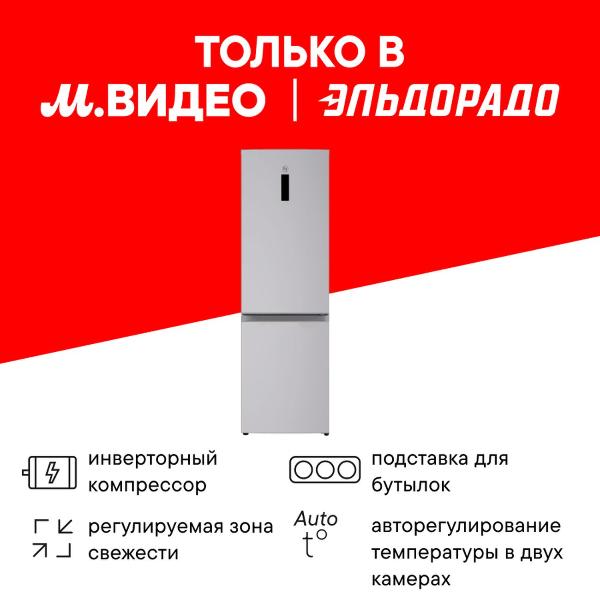 ТОЛЬКО В
М.ВИДЕО | ЭЛЬДОРАДО
инверторный
компрессор
подставка для
бутылок
регулируемая зона
свежести
Auto
t°
авторегулирование
температуры в двух
камерах